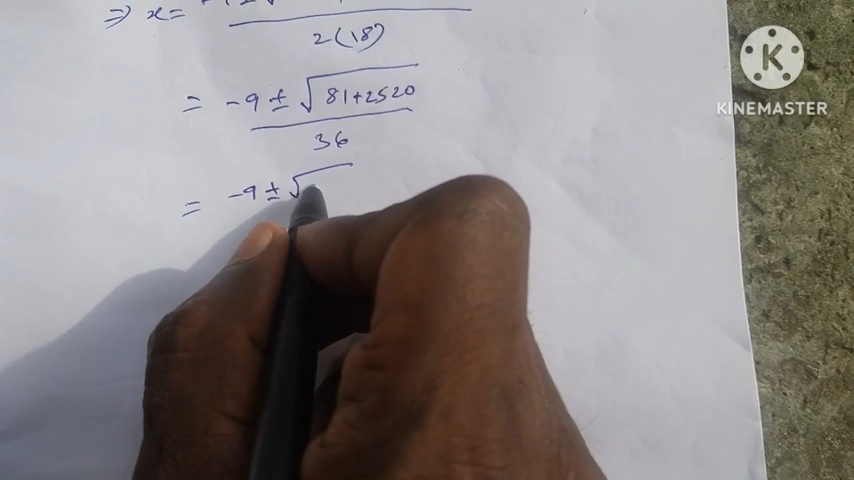 ⇒ x =
2(18)
K
KINEMASTER
= -9 ± √81+2520
36
= -9 ± √